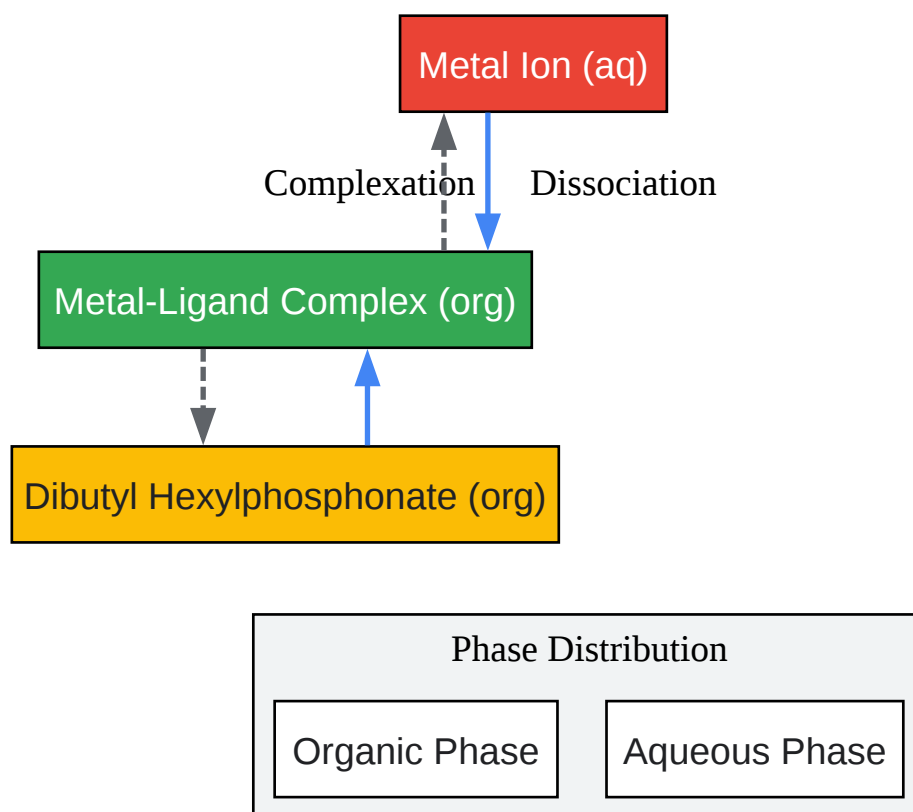 Metal Ion (aq)
Complexation
Dissociation
Metal-Ligand Complex (org)
Dibutyl Hexylphosphonate (org)
Phase Distribution
Organic Phase
Aqueous Phase